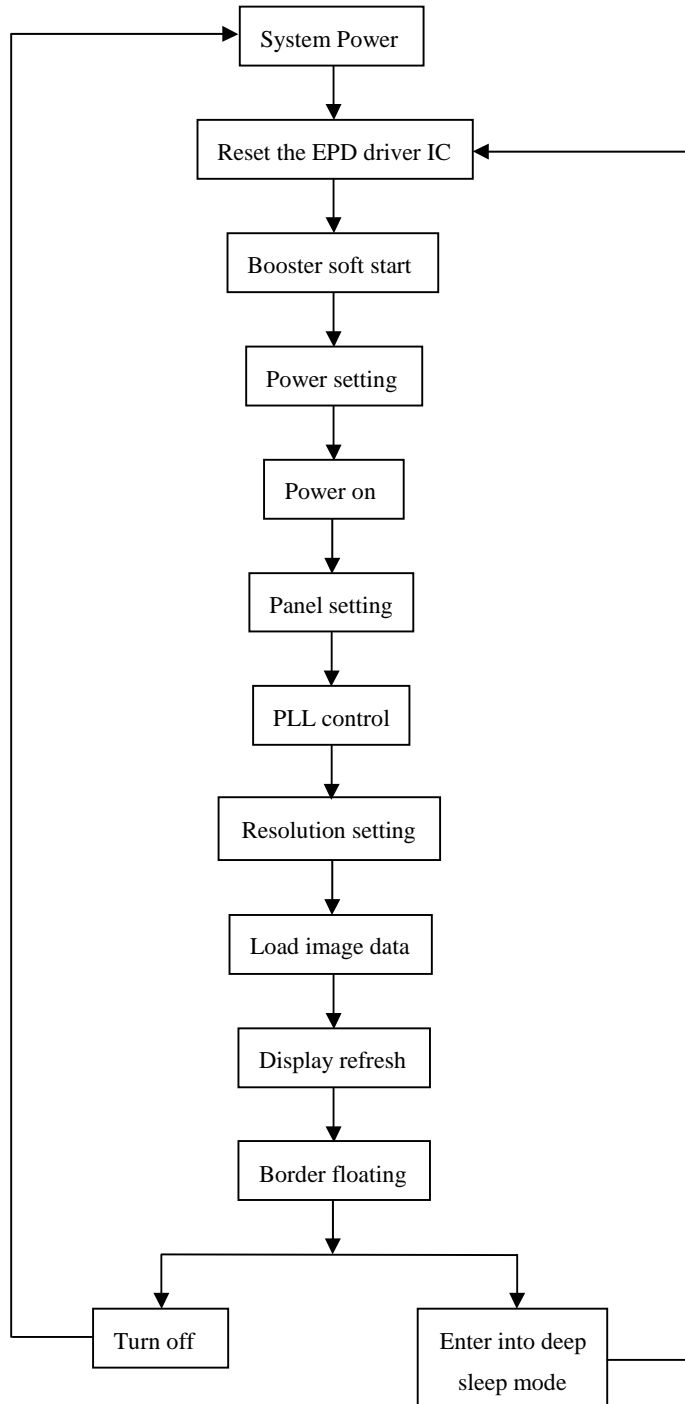 System Power
Reset the EPD driver IC
Booster soft start
Power setting
Power on
Panel setting
PLL control
Resolution setting
Load image data
Display refresh
Border floating
Turn off
Enter into deep
sleep mode